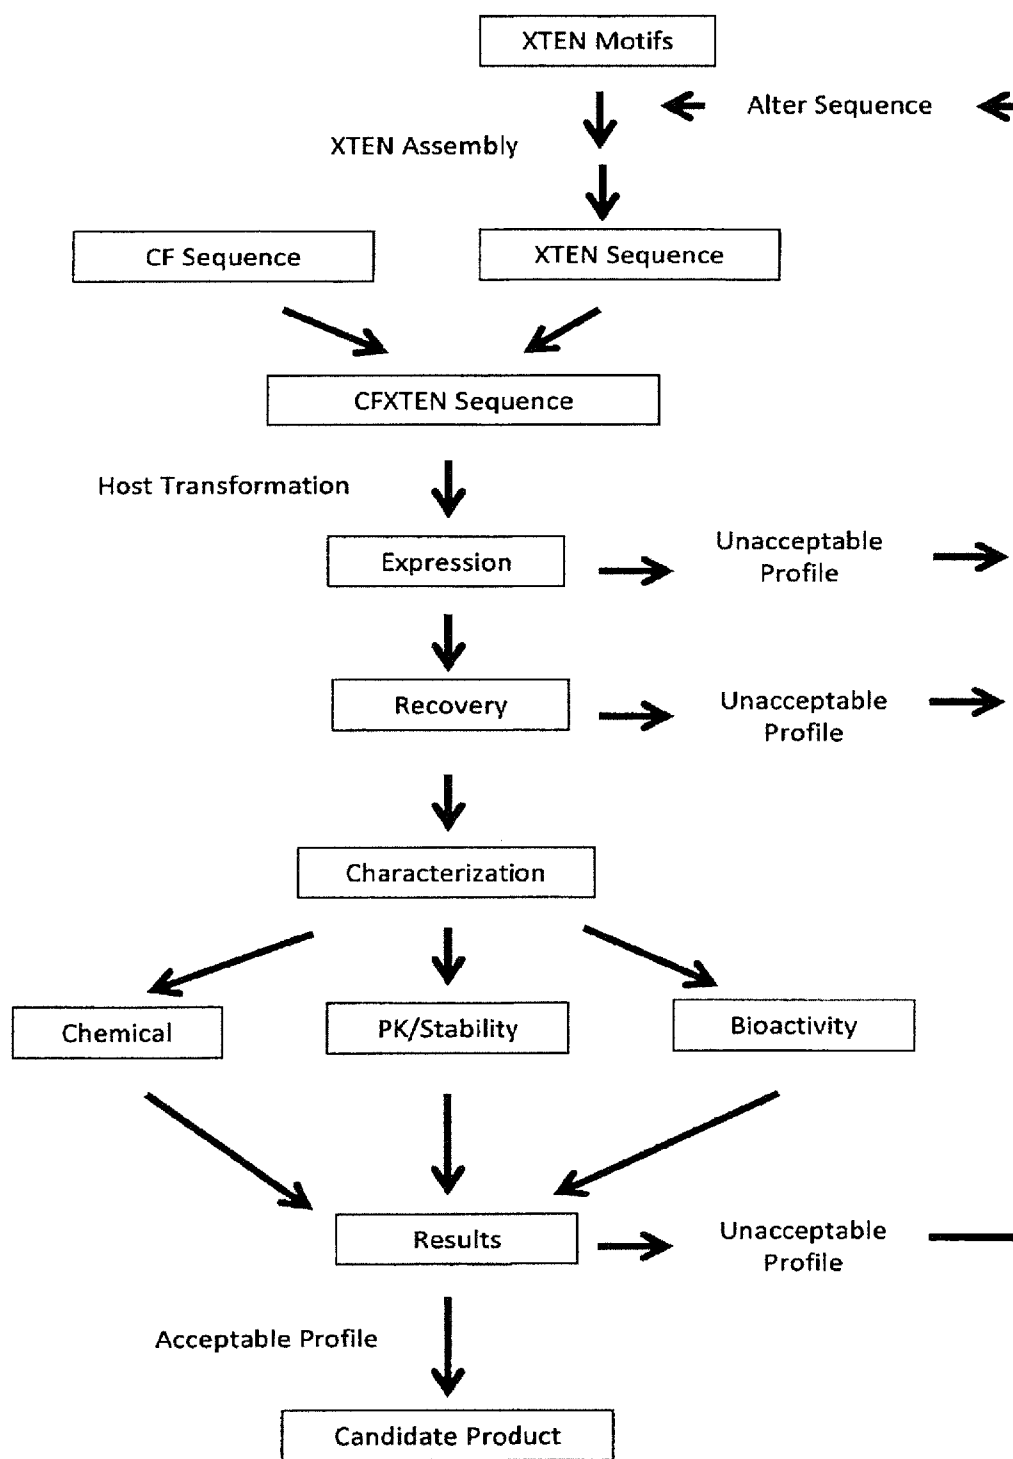 XTEN Motifs
Alter Sequence
XTEN Assembly
CF Sequence
XTEN Sequence
CFXTEN Sequence
Host Transformation
Expression
Unacceptable
Profile
Recovery
Unacceptable
Profile
Characterization
Chemical
PK/Stability
Bioactivity
Results
Unacceptable
Profile
Acceptable Profile
Candidate Product